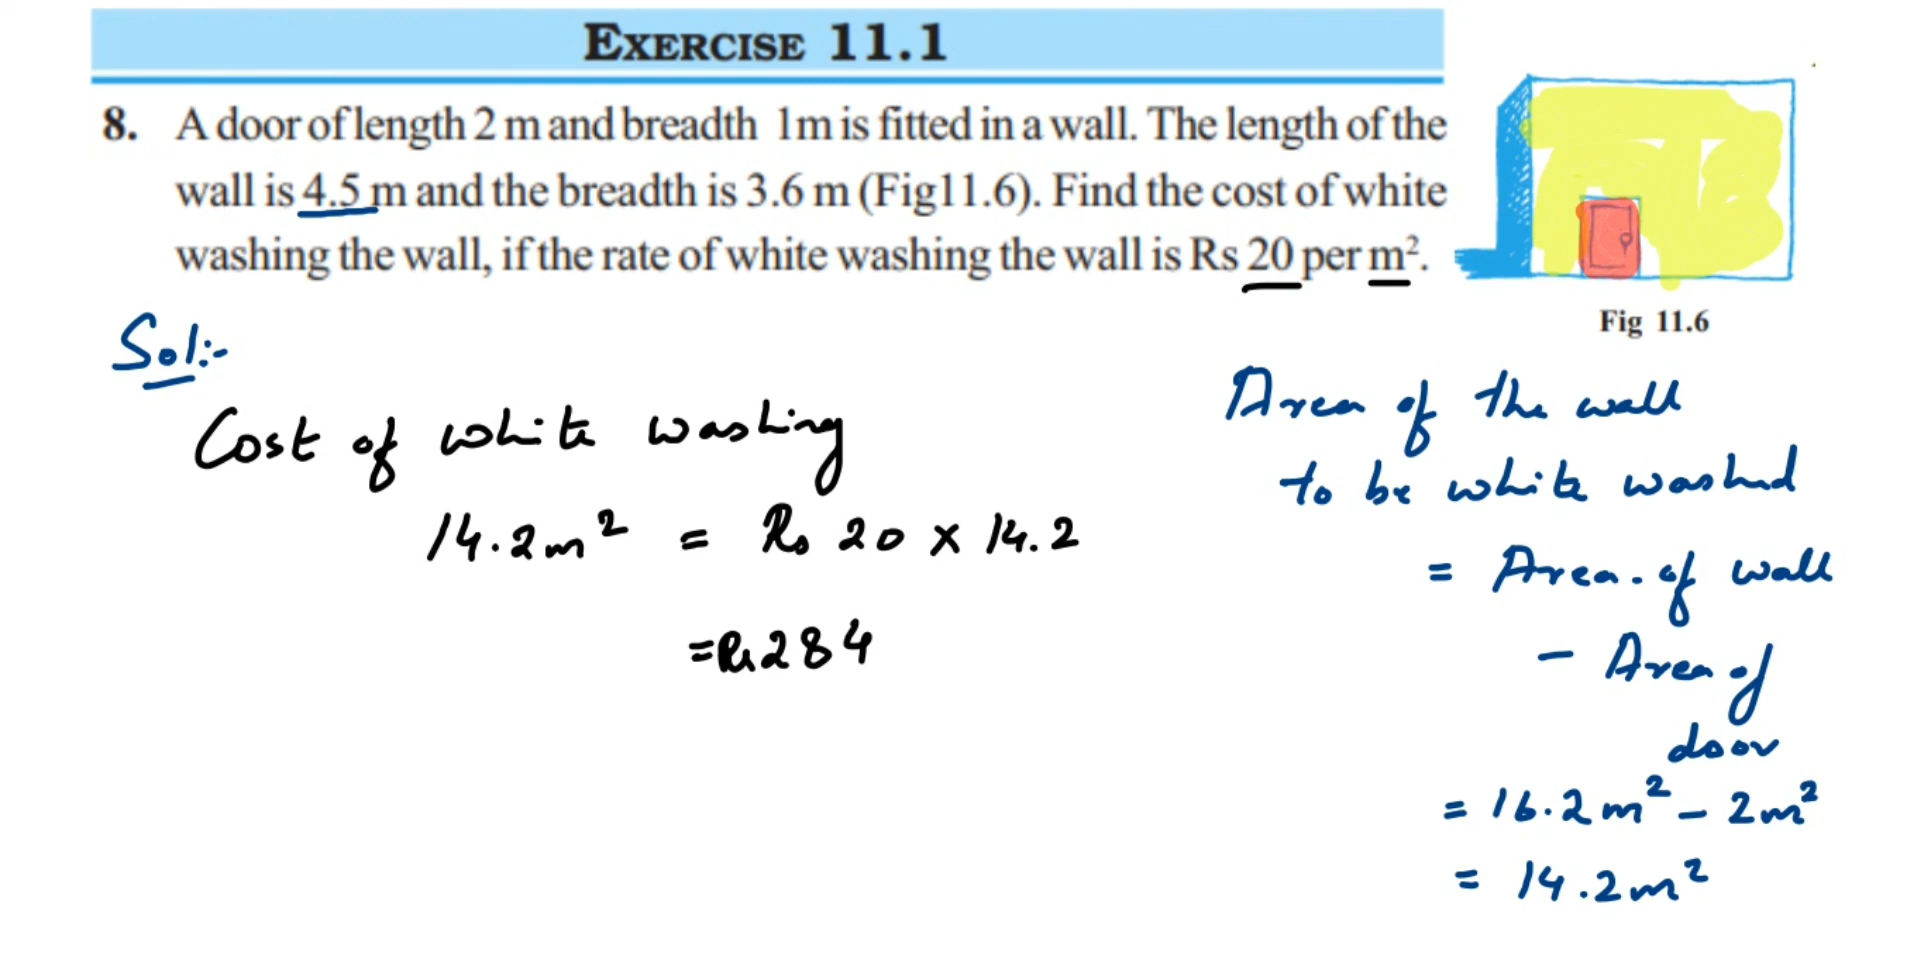 EXERCISE 11.1
8. A door of length 2 m and breadth 1m is fitted in a wall. The length of the
wall is 4.5 m and the breadth is 3.6 m (Fig11.6). Find the cost of white
washing the wall, if the rate of white washing the wall is Rs 20 per m².
Fig 11.6
Sol:-
Cost of white washing
14.2m² = Rs 20 × 14.2
=Rs 284
Area of the wall
to be white washed
= Area of wall
- Area of
door
= 16.2m² - 2m²
= 14.2m²